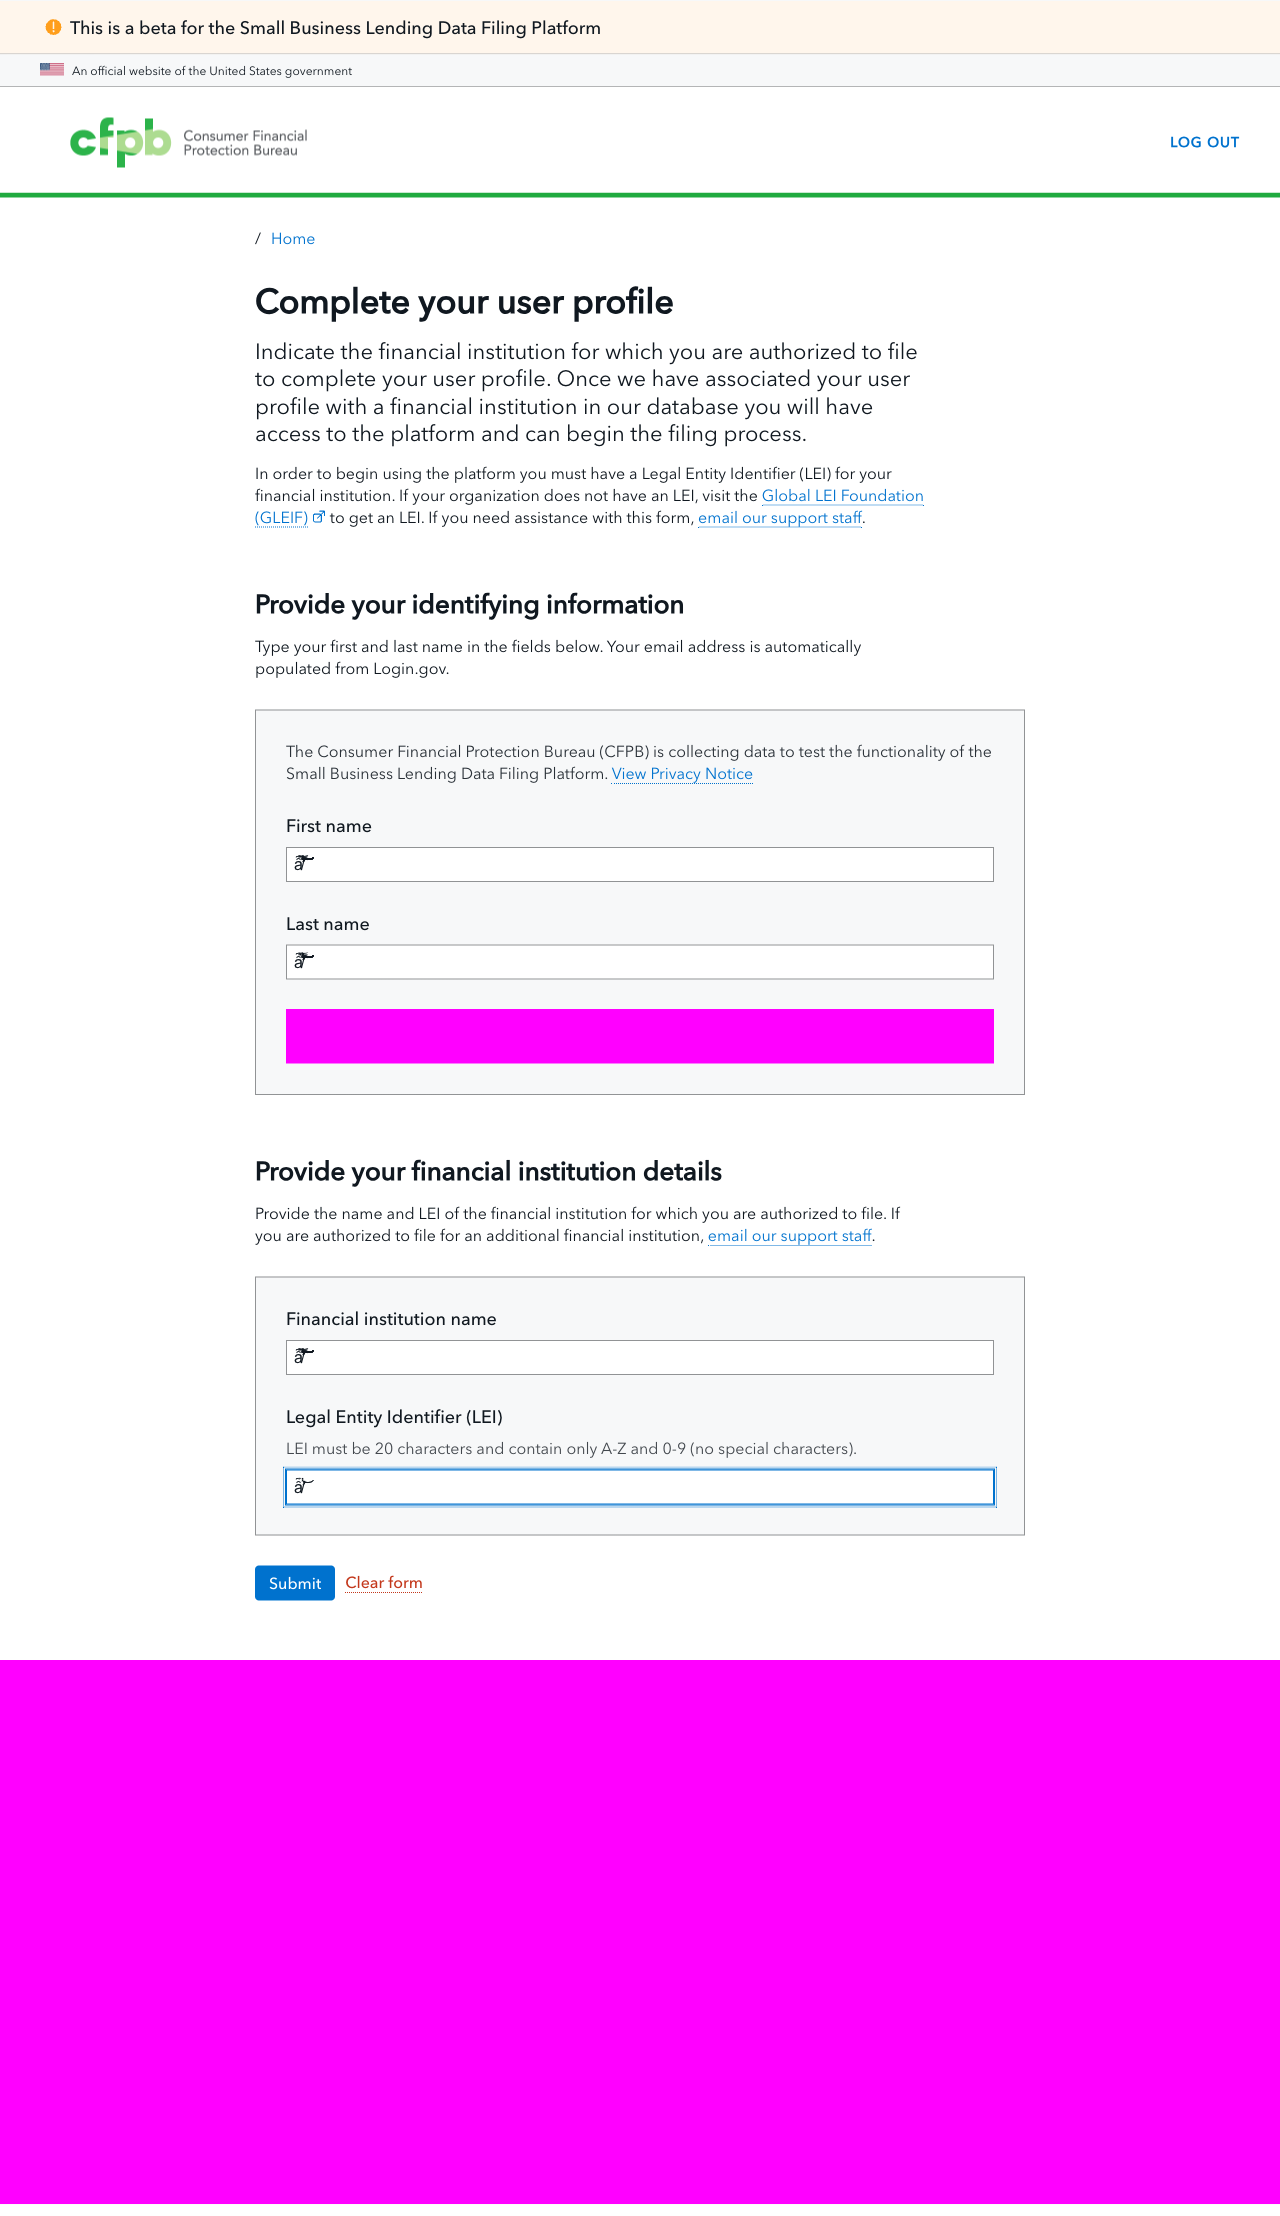 This is a beta for the Small Business Lending Data Filing Platform
An official website of the United States government
cfpb Consumer Financial
Protection Bureau
LOG OUT
/ Home
Complete your user profile
Indicate the financial institution for which you are authorized to file
to complete your user profile. Once we have associated your user
profile with a financial institution in our database you will have
access to the platform and can begin the filing process.
In order to begin using the platform you must have a Legal Entity Identifier (LEI) for your
financial institution. If your organization does not have an LEI, visit the Global LEI Foundation
(GLEIF) to get an LEI. If you need assistance with this form, email our support staff.
Provide your identifying information
Type your first and last name in the fields below. Your email address is automatically
populated from Login.gov.
The Consumer Financial Protection Bureau (CFPB) is collecting data to test the functionality of the
Small Business Lending Data Filing Platform. View Privacy Notice
First name
Last name
Provide your financial institution details
Provide the name and LEI of the financial institution for which you are authorized to file. If
you are authorized to file for an additional financial institution, email our support staff.
Financial institution name
Legal Entity Identifier (LEI)
LEI must be 20 characters and contain only A-Z and 0-9 (no special characters).
Submit Clear form